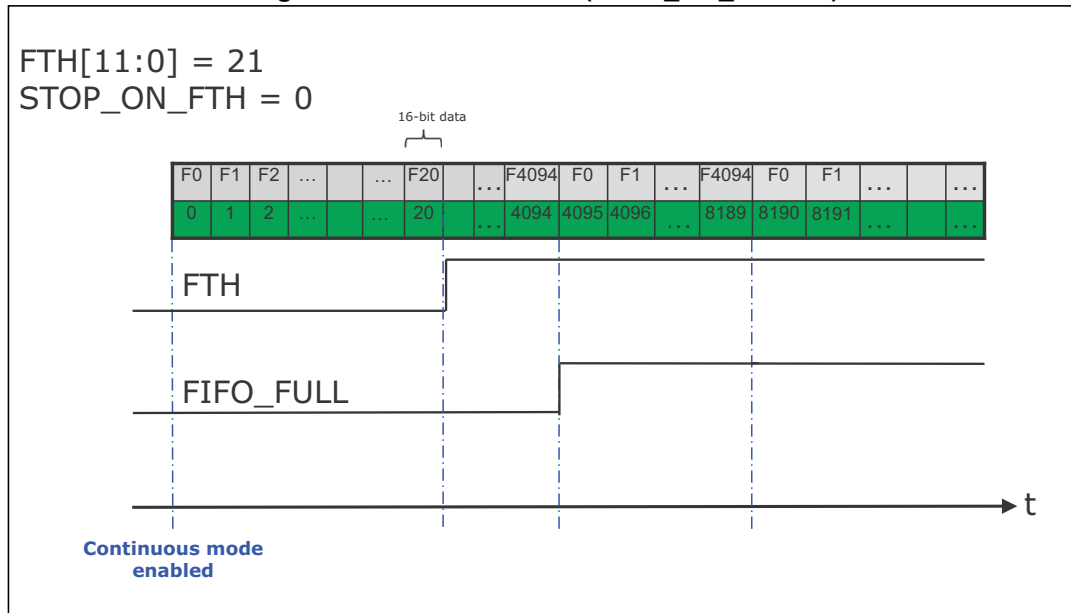 FTH[11:0] = 21
STOP_ON_FTH = 0
16-bit data
F0 F1 F2 ... ... F20 ... F4094 F0 F1 ... F4094 F0 F1 ... ...
0 1 2 ... ... 20 ... 4094 4095 4096 ... 8189 8190 8191 ... ...
FTH
FIFO_FULL
t
Continuous mode
enabled